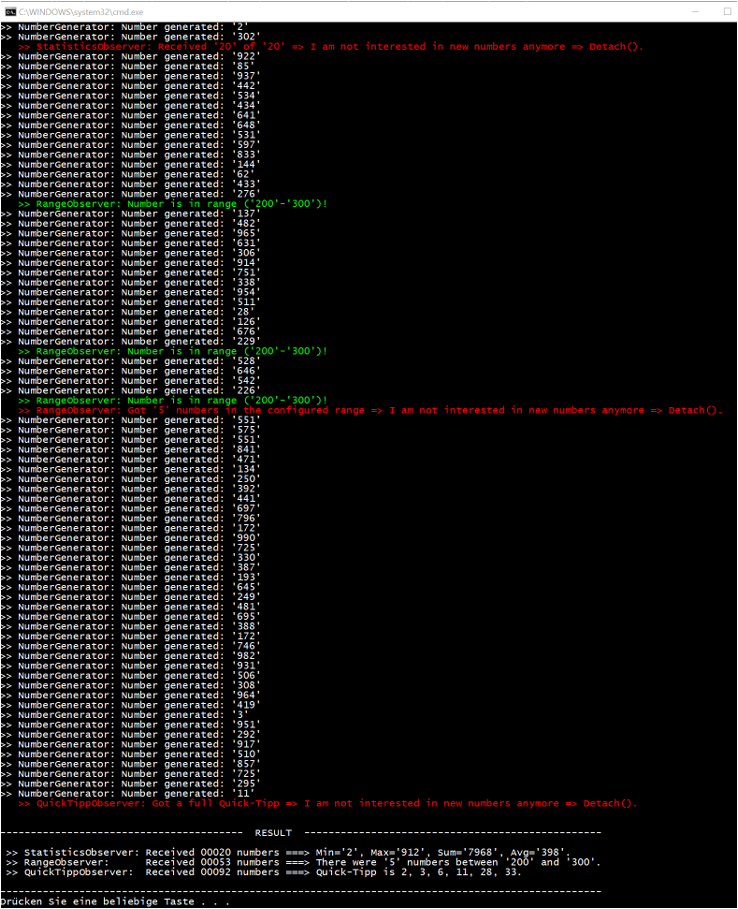 C:\WINDOWS\system32\cmd.exe
>> NumberGenerator: Number generated: '2'
>> NumberGenerator: Number generated: '302'
>> StatisticsObserver: Received '20' of '20' => I am not interested in new numbers anymore => Detach().
>> NumberGenerator: Number generated: '922'
>> NumberGenerator: Number generated: '85'
>> NumberGenerator: Number generated: '937'
>> NumberGenerator: Number generated: '442'
>> NumberGenerator: Number generated: '534'
>> NumberGenerator: Number generated: '434'
>> NumberGenerator: Number generated: '641'
>> NumberGenerator: Number generated: '648'
>> NumberGenerator: Number generated: '531'
>> NumberGenerator: Number generated: '597'
>> NumberGenerator: Number generated: '833'
>> NumberGenerator: Number generated: '144'
>> NumberGenerator: Number generated: '62'
>> NumberGenerator: Number generated: '433'
>> NumberGenerator: Number generated: '276'
>> RangeObserver: Number is in range ('200'-'300')!
>> NumberGenerator: Number generated: '137'
>> NumberGenerator: Number generated: '482'
>> NumberGenerator: Number generated: '965'
>> NumberGenerator: Number generated: '631'
>> NumberGenerator: Number generated: '306'
>> NumberGenerator: Number generated: '914'
>> NumberGenerator: Number generated: '751'
>> NumberGenerator: Number generated: '338'
>> NumberGenerator: Number generated: '954'
>> NumberGenerator: Number generated: '511'
>> NumberGenerator: Number generated: '28'
>> NumberGenerator: Number generated: '126'
>> NumberGenerator: Number generated: '676'
>> NumberGenerator: Number generated: '229'
>> RangeObserver: Number is in range ('200'-'300')!
>> NumberGenerator: Number generated: '528'
>> NumberGenerator: Number generated: '646'
>> NumberGenerator: Number generated: '542'
>> NumberGenerator: Number generated: '226'
>> RangeObserver: Number is in range ('200'-'300')!
>> RangeObserver: Got '5' numbers in the configured range => I am not interested in new numbers anymore => Detach().
>> NumberGenerator: Number generated: '551'
>> NumberGenerator: Number generated: '575'
>> NumberGenerator: Number generated: '551'
>> NumberGenerator: Number generated: '841'
>> NumberGenerator: Number generated: '471'
>> NumberGenerator: Number generated: '134'
>> NumberGenerator: Number generated: '250'
>> NumberGenerator: Number generated: '392'
>> NumberGenerator: Number generated: '441'
>> NumberGenerator: Number generated: '697'
>> NumberGenerator: Number generated: '796'
>> NumberGenerator: Number generated: '172'
>> NumberGenerator: Number generated: '990'
>> NumberGenerator: Number generated: '725'
>> NumberGenerator: Number generated: '330'
>> NumberGenerator: Number generated: '387'
>> NumberGenerator: Number generated: '193'
>> NumberGenerator: Number generated: '645'
>> NumberGenerator: Number generated: '249'
>> NumberGenerator: Number generated: '481'
>> NumberGenerator: Number generated: '695'
>> NumberGenerator: Number generated: '388'
>> NumberGenerator: Number generated: '172'
>> NumberGenerator: Number generated: '746'
>> NumberGenerator: Number generated: '982'
>> NumberGenerator: Number generated: '931'
>> NumberGenerator: Number generated: '506'
>> NumberGenerator: Number generated: '308'
>> NumberGenerator: Number generated: '964'
>> NumberGenerator: Number generated: '419'
>> NumberGenerator: Number generated: '3'
>> NumberGenerator: Number generated: '951'
>> NumberGenerator: Number generated: '292'
>> NumberGenerator: Number generated: '917'
>> NumberGenerator: Number generated: '510'
>> NumberGenerator: Number generated: '857'
>> NumberGenerator: Number generated: '725'
>> NumberGenerator: Number generated: '295'
>> NumberGenerator: Number generated: '11'
>> QuickTippObserver: Got a full Quick-Tipp => I am not interested in new numbers anymore => Detach().
---------------------------------------- RESULT -------------------------------------------------
>> StatisticsObserver: Received 00020 numbers ===> Min='2', Max='912', Sum='7968', Avg='398'.
>> RangeObserver: Received 00053 numbers ===> There were '5' numbers between '200' and '300'.
>> QuickTippObserver: Received 00092 numbers ===> Quick-Tipp is 2, 3, 6, 11, 28, 33.
---------------------------------------------------------------------------------------------------
Drücken Sie eine beliebige Taste . . .